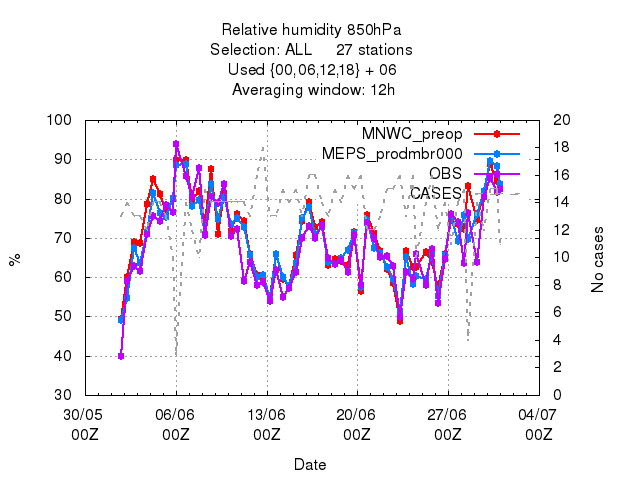 Relative humidity 850hPa
Selection: ALL 27 stations
Used {00,06,12,18} + 06
Averaging window: 12h
100 20
MNWC_preop
18
MEPS_prodmbr000
90
16
OBS
80
CASES
14
70
12
%
10
No cases
60
8
50
6
4
40
2
30 0
30/05 06/06 13/06 20/06 27/06 04/07
00Z 00Z 00Z 00Z 00Z 00Z
Date